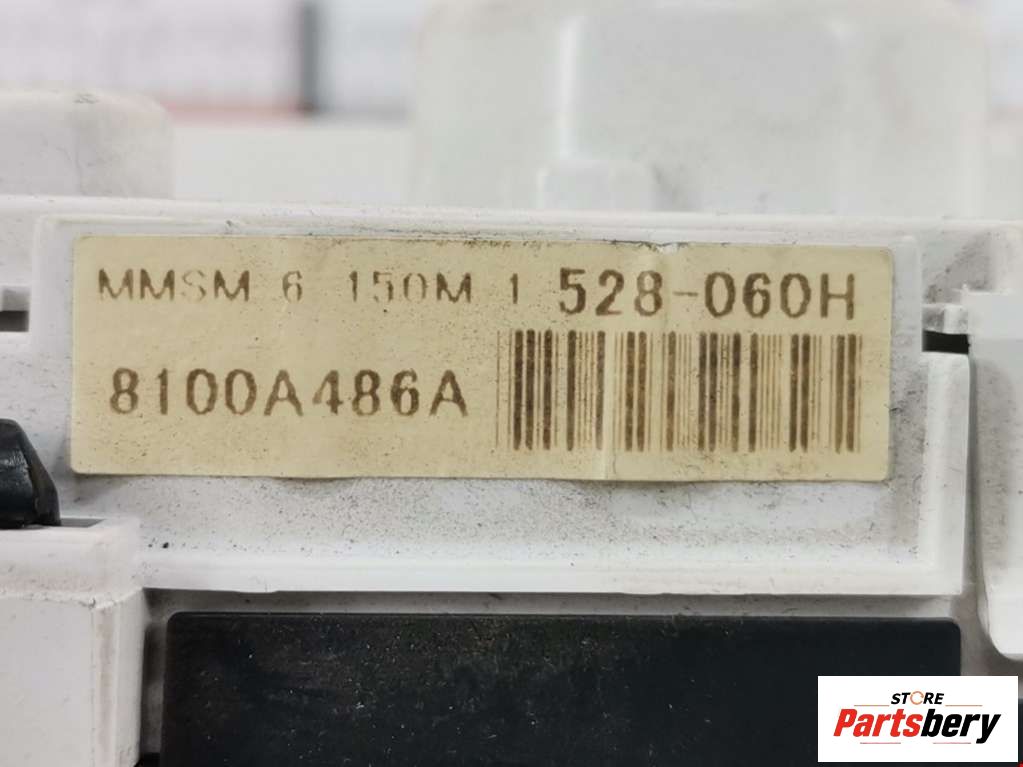 MMSM 6 150M 1 528-060H
8100A486A
STORE
Partsbery